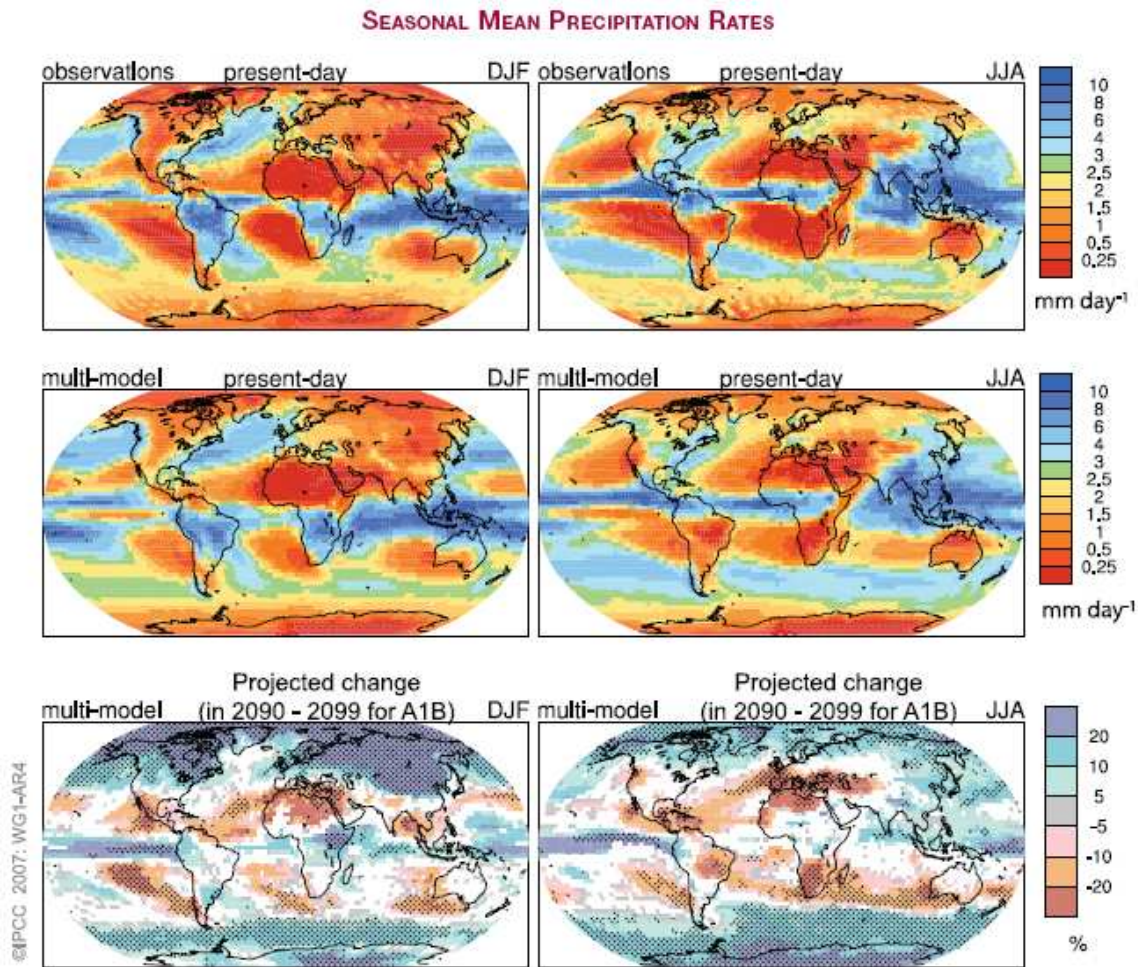 SEASONAL MEAN PRECIPITATION RATES
observations present-day DJF
observations present-day JJA
10
8
6
4
3
2.5
2
1.5
1
0.5
0.25
mm day-1
multi-model present-day DJF
multi-model present-day JJA
10
8
6
4
3
2.5
2
1.5
1
0.5
0.25
mm day-1
Projected change
multi-model (in 2090 - 2099 for A1B) DJF
Projected change
multi-model (in 2090 - 2099 for A1B) JJA
20
10
5
-5
-10
-20
%
©IPCC 2007: WG1-AR4